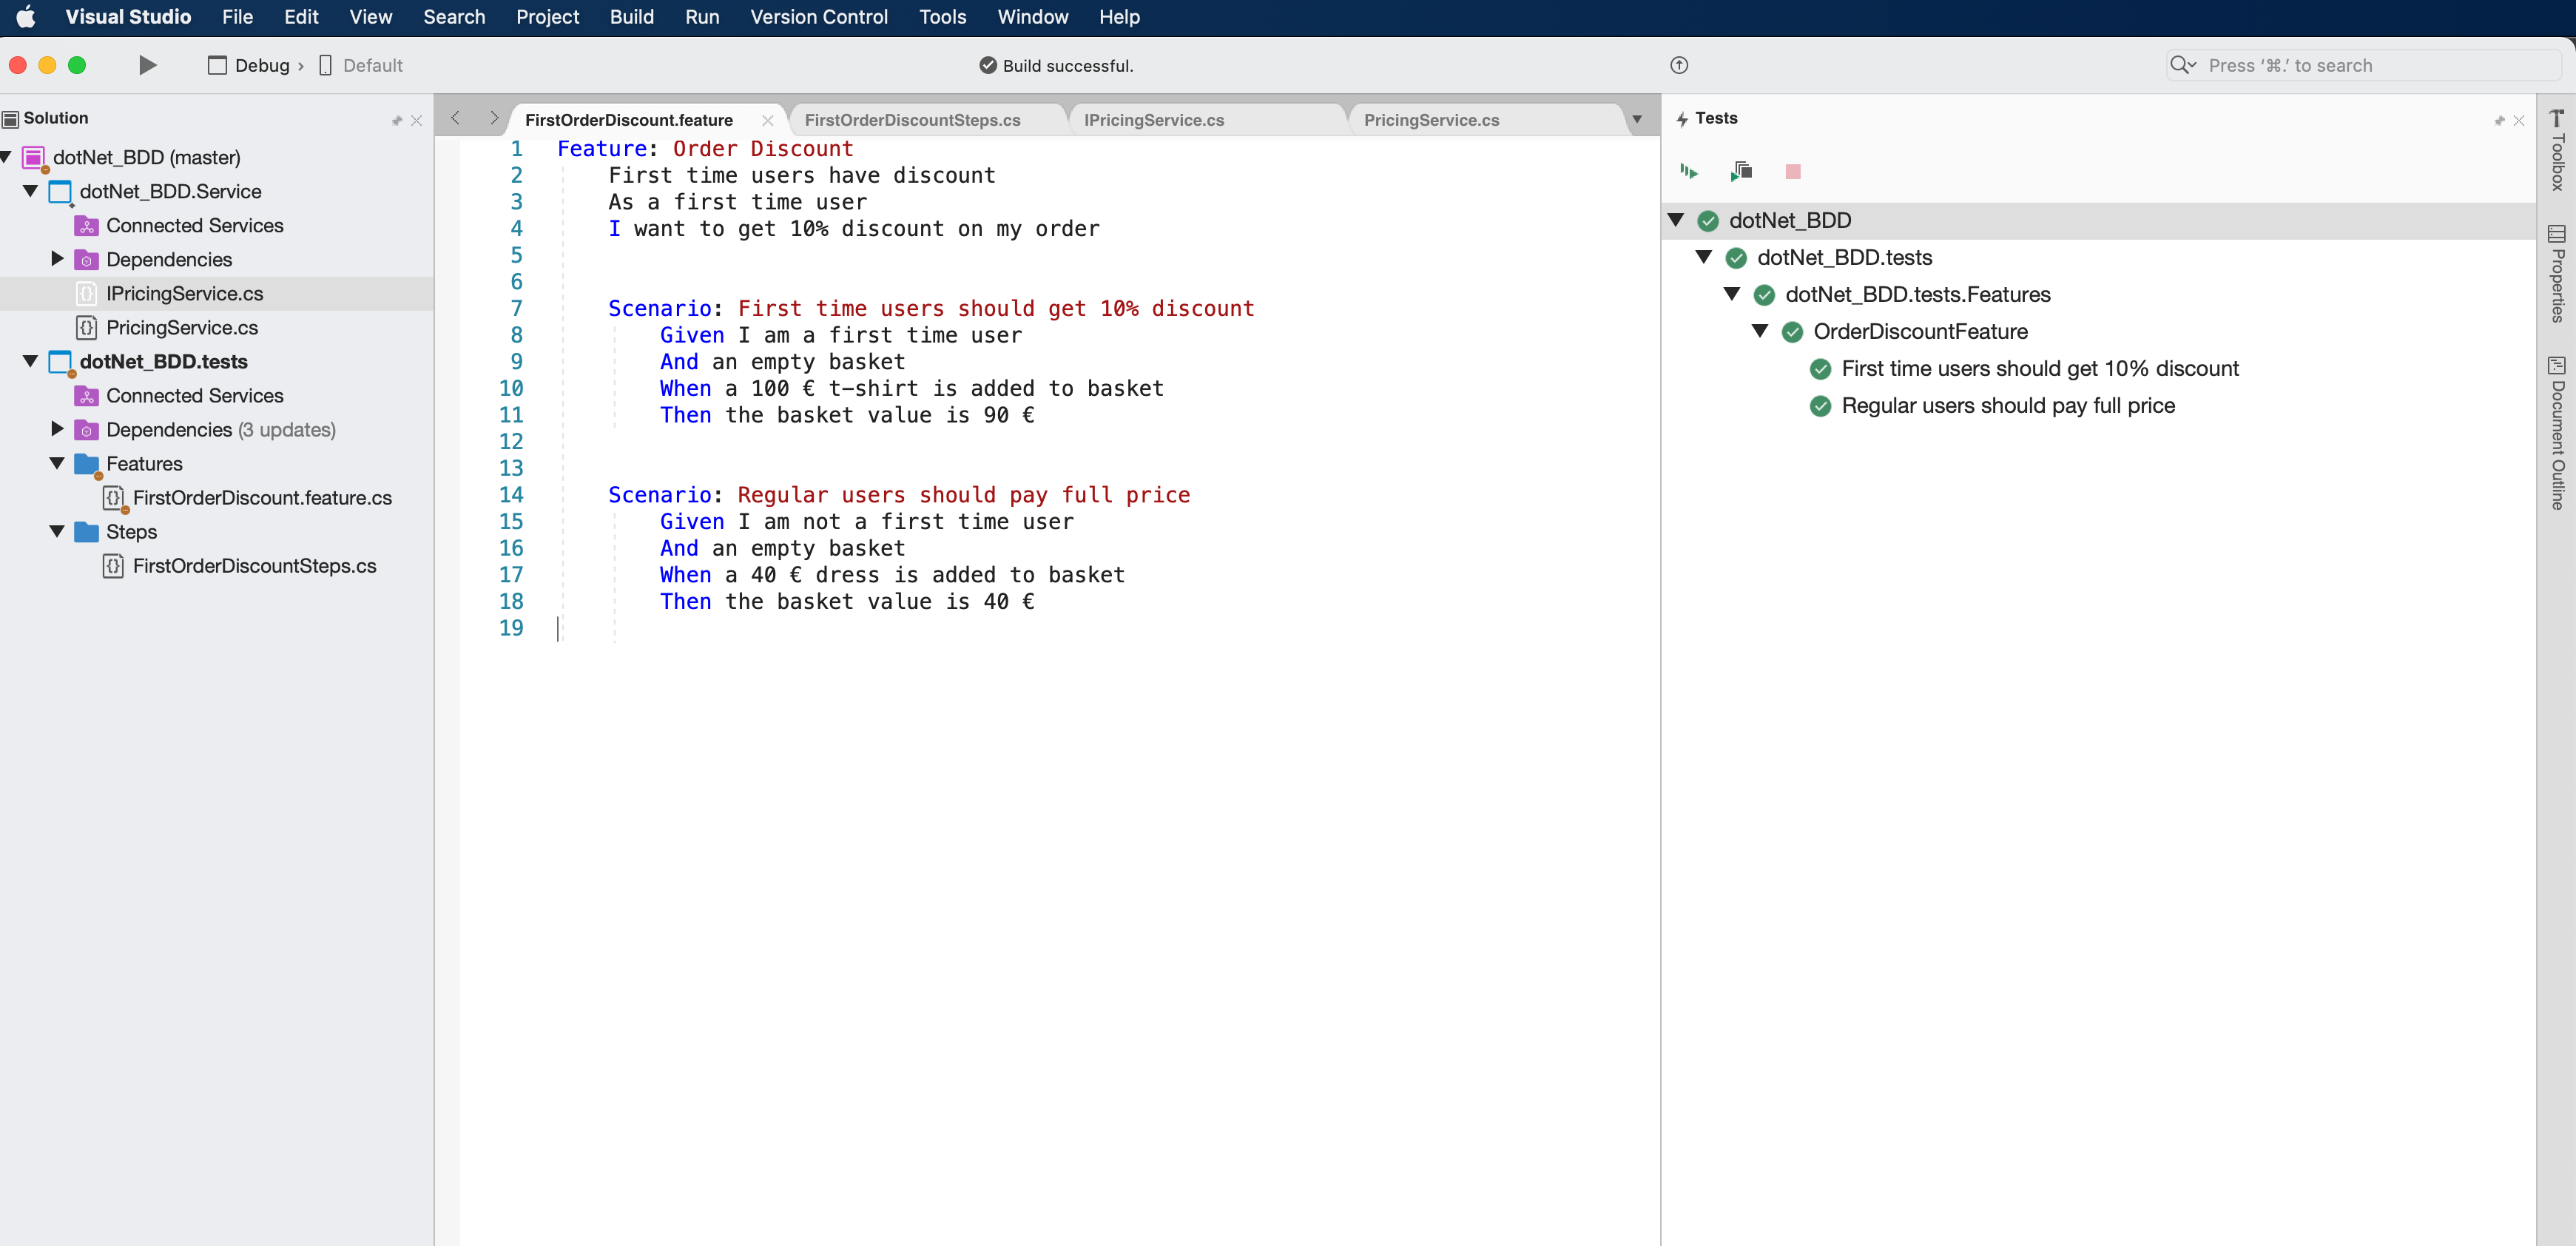 Visual Studio File Edit View Search Project Build Run Version Control Tools Window Help
Debug › Default
Build successful.
Press '⌘.' to search
Solution
dotNet_BDD (master)
dotNet_BDD.Service
Connected Services
Dependencies
IPricingService.cs
PricingService.cs
dotNet_BDD.tests
Connected Services
Dependencies (3 updates)
Features
FirstOrderDiscount.feature.cs
Steps
FirstOrderDiscountSteps.cs
FirstOrderDiscount.feature FirstOrderDiscountSteps.cs IPricingService.cs PricingService.cs
1 Feature: Order Discount
2 First time users have discount
3 As a first time user
4 I want to get 10% discount on my order
5
6
7 Scenario: First time users should get 10% discount
8 Given I am a first time user
9 And an empty basket
10 When a 100 € t-shirt is added to basket
11 Then the basket value is 90 €
12
13
14 Scenario: Regular users should pay full price
15 Given I am not a first time user
16 And an empty basket
17 When a 40 € dress is added to basket
18 Then the basket value is 40 €
19
Tests
dotNet_BDD
dotNet_BDD.tests
dotNet_BDD.tests.Features
OrderDiscountFeature
First time users should get 10% discount
Regular users should pay full price
Toolbox
Properties
Document Outline